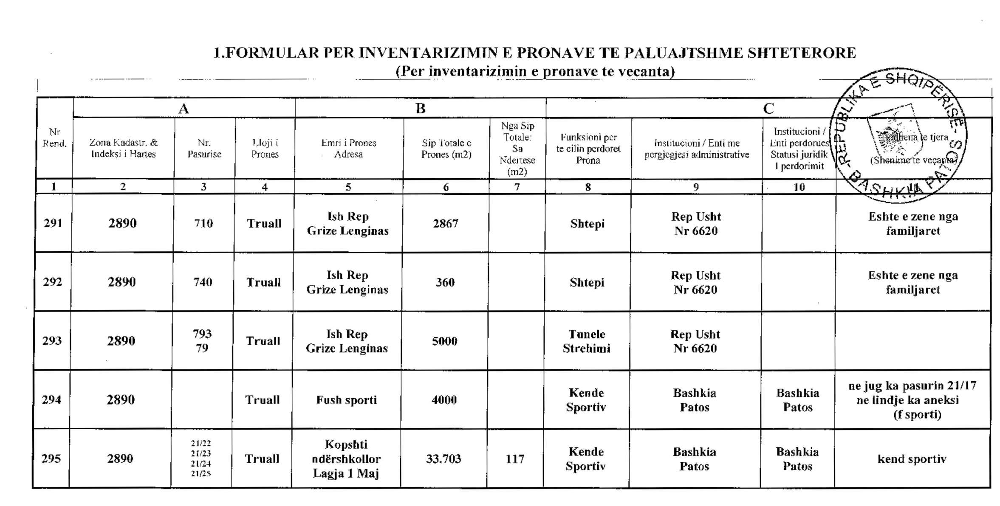 1.FORMULAR PER INVENTARIZIMIN E PRONAVE TE PALUAJTSHME SHTETERORE
(Per inventarizimin e pronave te vecanta)
REPUBLIKA E SHQIPËRISË
BASHKIA PATOS
A B C
Nr
Rend.
Zona Kadastr. &
Indeksi i Hartes
Nr.
Pasurise
Lloji i
Prones
Emri i Prones
Adresa
Sip Totale e
Prones (m2)
Nga Sip
Totale:
Sa
Ndertese
(m2)
Funksioni per
te cilin perdoret
Prona
Institucioni / Enti me
pergjegjesi administrative
Institucioni /
Enti perdorues
Statusi juridik
I perdorimit
Te dhena te tjera
(Shenime te veçanta)
1 2 3 4 5 6 7 8 9 10 11
291 2890 710 Truall
Ish Rep
Grize Lenginas
2867
Shtepi
Rep Usht
Nr 6620
Eshte e zene nga
familjaret
292 2890 740 Truall
Ish Rep
Grize Lenginas
360
Shtepi
Rep Usht
Nr 6620
Eshte e zene nga
familjaret
293 2890
793
79
Truall
Ish Rep
Grize Lenginas
5000
Tunele
Strehimi
Rep Usht
Nr 6620
294 2890 Truall Fush sporti 4000
Kende
Sportiv
Bashkia
Patos
Bashkia
Patos
ne jug ka pasurin 21/17
ne lindje ka aneksi
(f sporti)
295 2890
21/22
21/23
21/24
21/25
Truall
Kopshti
ndërshkollor
Lagja 1 Maj
33.703
117
Kende
Sportiv
Bashkia
Patos
Bashkia
Patos
kend sportiv